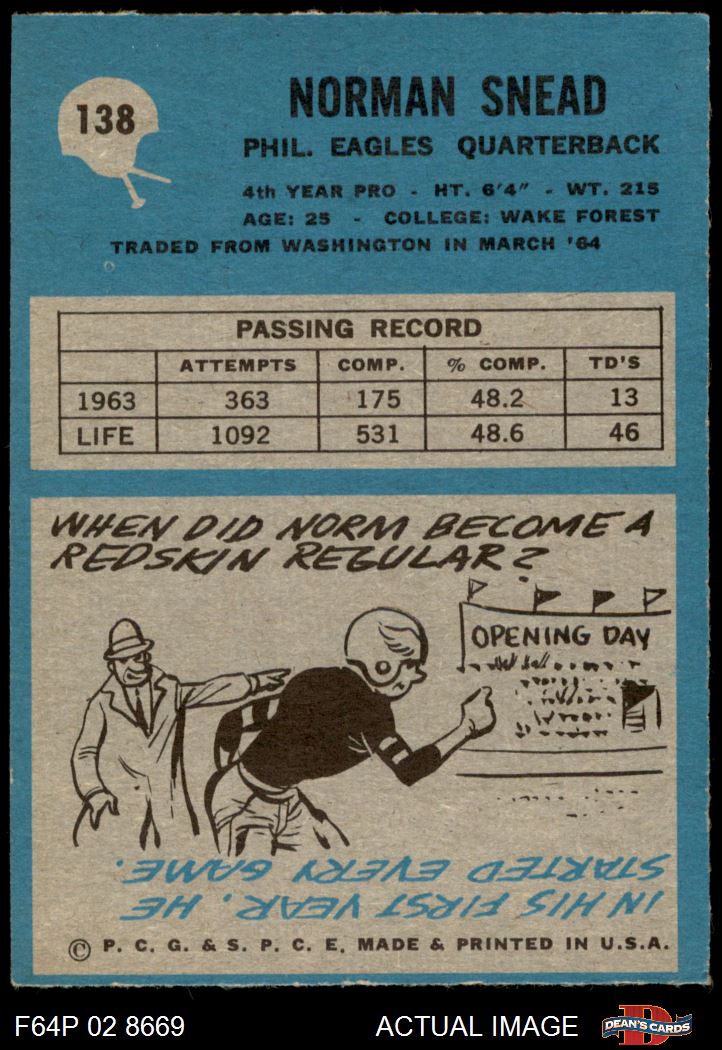 138
NORMAN SNEAD
PHIL. EAGLES QUARTERBACK
4th YEAR PRO - HT. 6'4" - WT. 215
AGE: 25 - COLLEGE: WAKE FOREST
TRADED FROM WASHINGTON IN MARCH '64
PASSING RECORD
ATTEMPTS COMP. % COMP. TD'S
1963 363 175 48.2 13
LIFE 1092 531 48.6 46
WHEN DID NORM BECOME A
REDSKIN REGULAR?
OPENING DAY
IN HIS FIRST YEAR, HE
STARTED EVERY GAME.
© P. C. G. & S. P. C. E. MADE & PRINTED IN U.S.A.
F64P 02 8669 ACTUAL IMAGE
D
DEAN'S CARDS